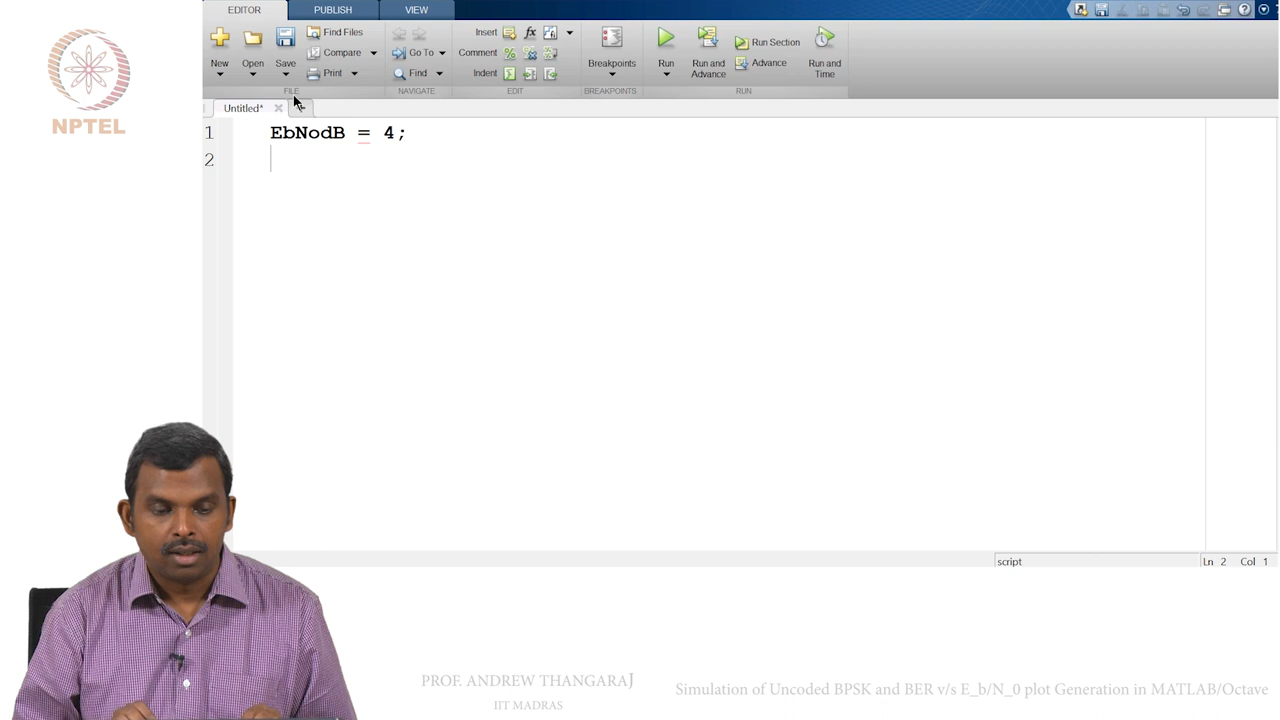 EDITOR PUBLISH VIEW
New Open Save Find Files Compare Print
Go To Find
Insert fx
Comment
Indent
Breakpoints
Run Run and Advance Run Section Advance Run and Time
FILE NAVIGATE EDIT BREAKPOINTS RUN
NPTEL
Untitled*
1 EbNodB = 4;
2
script Ln 2 Col 1
PROF. ANDREW THANGARAJ
IIT MADRAS
Simulation of Uncoded BPSK and BER v/s E_b/N_0 plot Generation in MATLAB/Octave